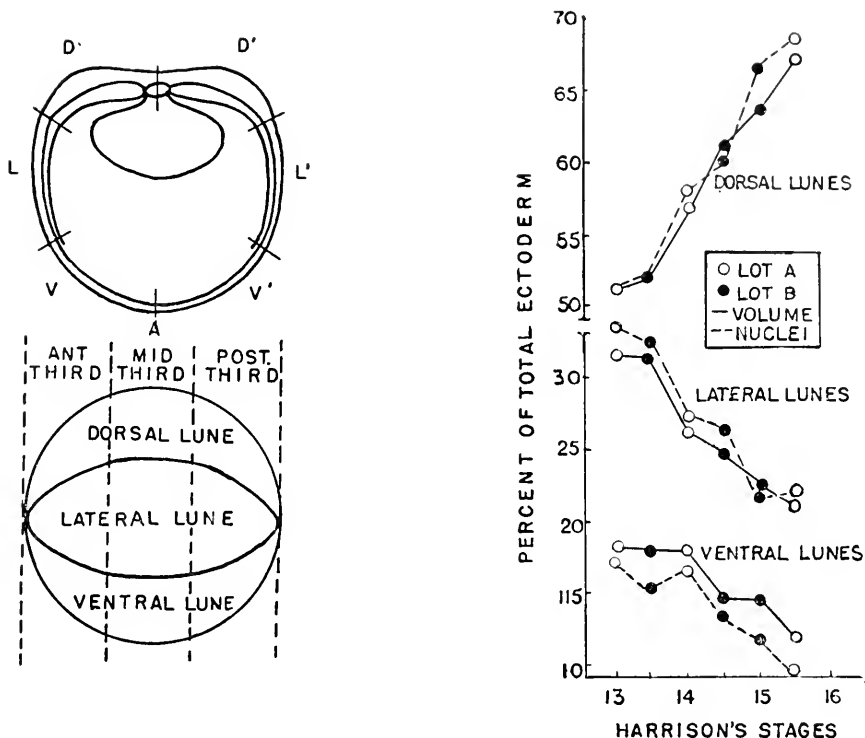 D'
D'
L
L'
V
V'
A
ANT THIRD
MID THIRD
POST. THIRD
DORSAL LUNE
LATERAL LUNE
VENTRAL LUNE
PERCENT OF TOTAL ECTODERM
70
65
60
55
50
30
25
20
115
10
DORSAL LUNES
LOT A
LOT B
VOLUME
NUCLEI
LATERAL LUNES
VENTRAL LUNES
13
14
15
16
HARRISON'S STAGES